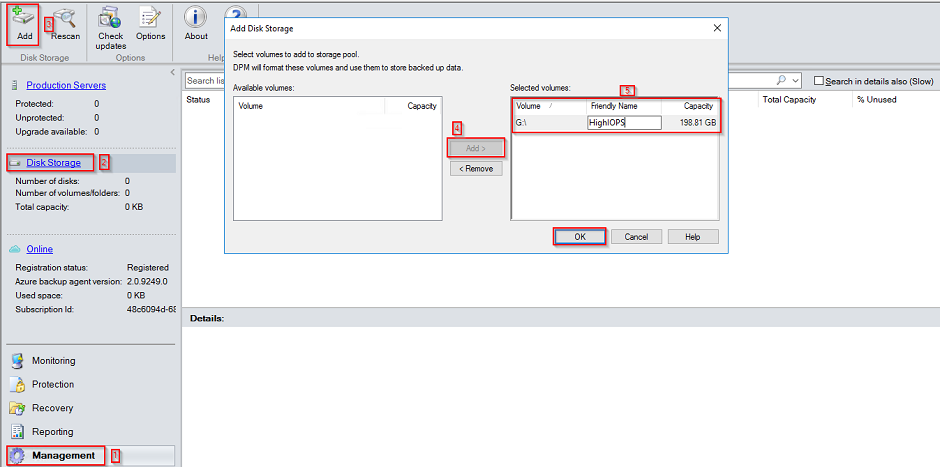 Add
3
Rescan
Check
updates
Options
About
Disk Storage
Options
Help
Production Servers
Protected: 0
Unprotected: 0
Upgrade available: 0
Disk Storage
2
Number of disks: 0
Number of volumes/folders: 0
Total capacity: 0 KB
Online
Registration status: Registered
Azure backup agent version: 2.0.9249.0
Used space: 0 KB
Subscription Id: 48c6094d-68
Monitoring
Protection
Recovery
Reporting
Management
1
Search lis
Search in details also (Slow)
Status
Total Capacity
% Unused
Add Disk Storage
Select volumes to add to storage pool.
DPM will format these volumes and use them to store backed up data.
Available volumes:
Volume Capacity
4
Add >
< Remove
Selected volumes:
5
Volume / Friendly Name Capacity
G:\ HighIOPS 198.81 GB
OK
Cancel
Help
Details: